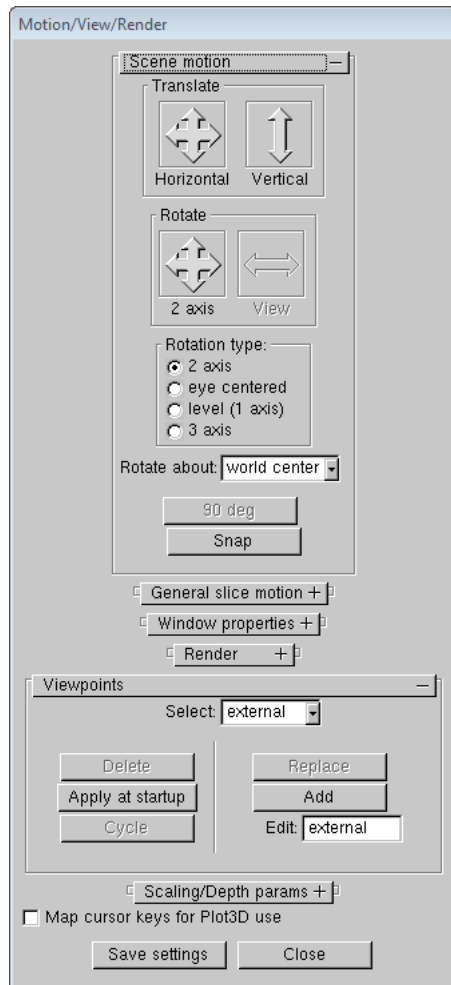 Motion/View/Render
Scene motion
Translate
Horizontal Vertical
Rotate
2 axis View
Rotation type:
2 axis
eye centered
level (1 axis)
3 axis
Rotate about: world center
90 deg
Snap
General slice motion +
Window properties +
Render +
Viewpoints
Select: external
Delete Replace
Apply at startup Add
Cycle Edit: external
Scaling/Depth params +
Map cursor keys for Plot3D use
Save settings Close